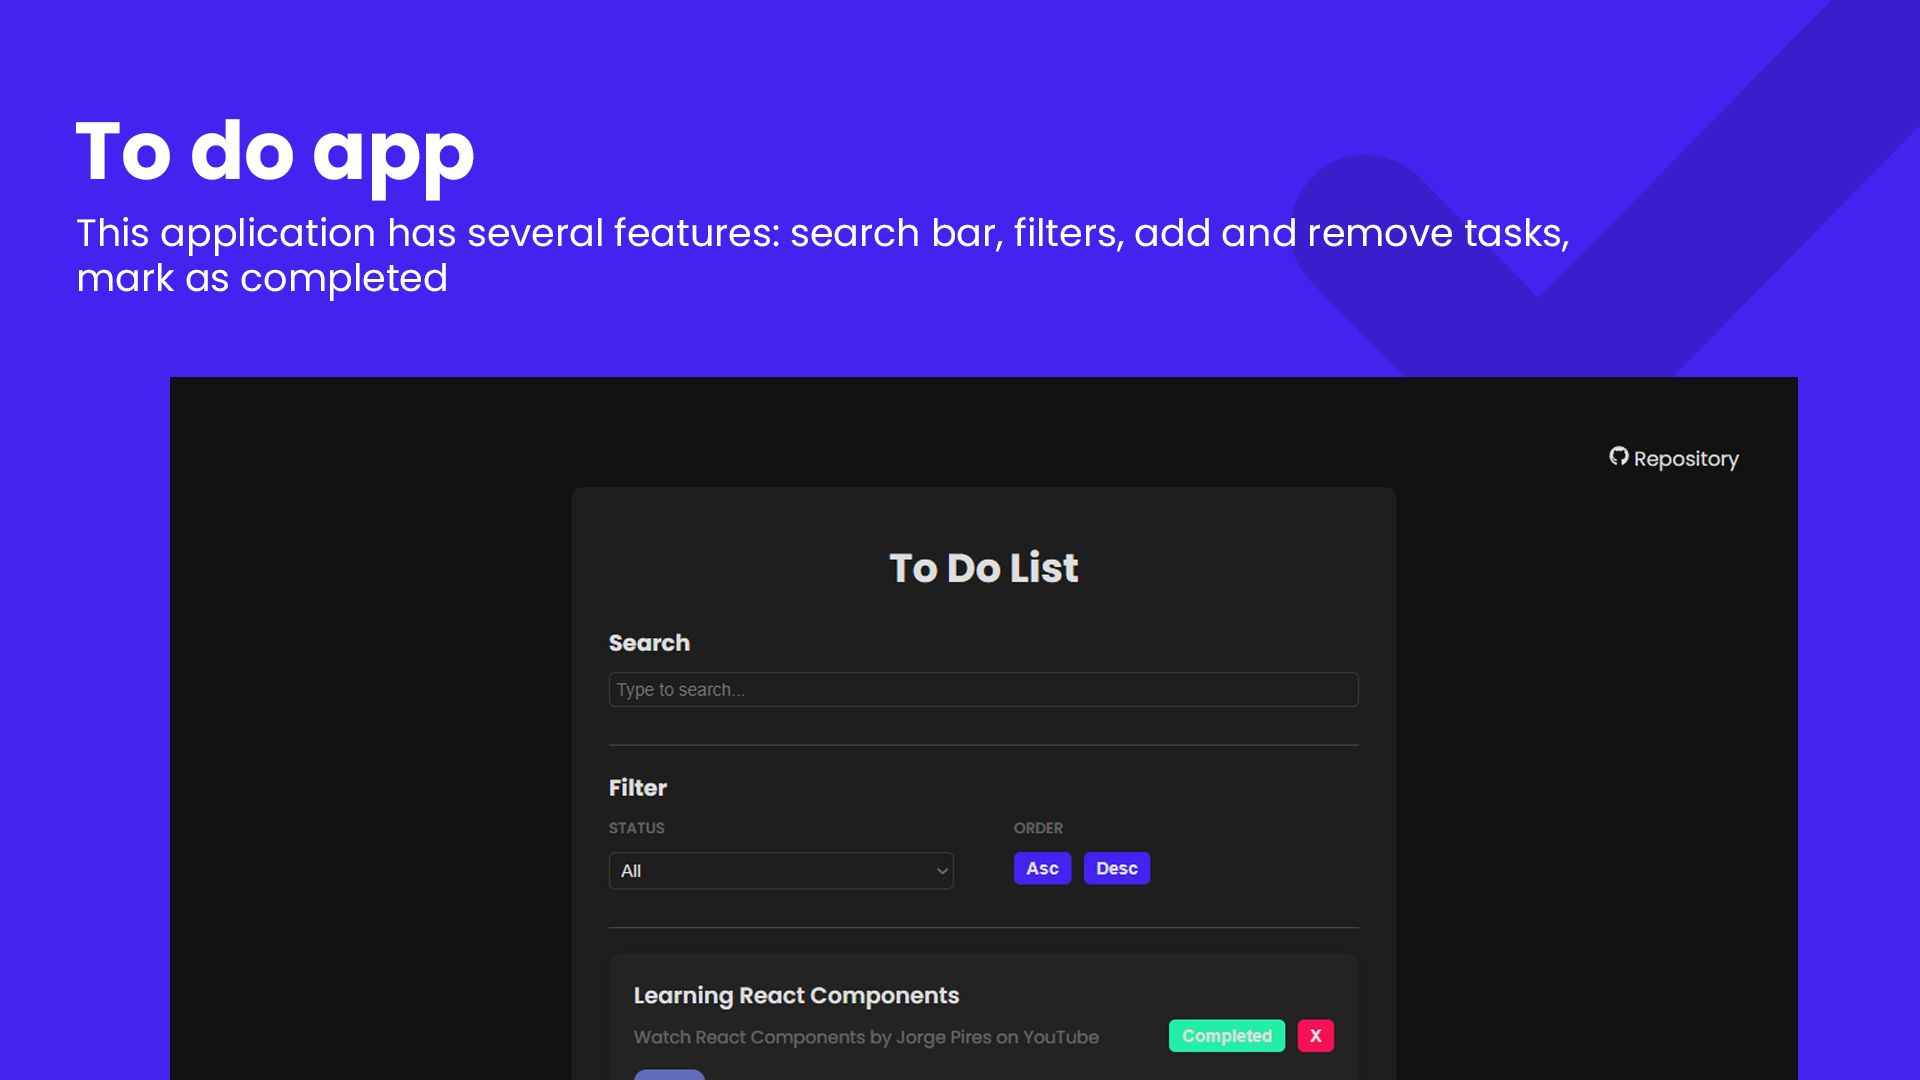 To do app
This application has several features: search bar, filters, add and remove tasks,
mark as completed
Repository
To Do List
Search
Type to search...
Filter
STATUS
ORDER
All
Asc
Desc
Learning React Components
Watch React Components by Jorge Pires on YouTube
Completed
X